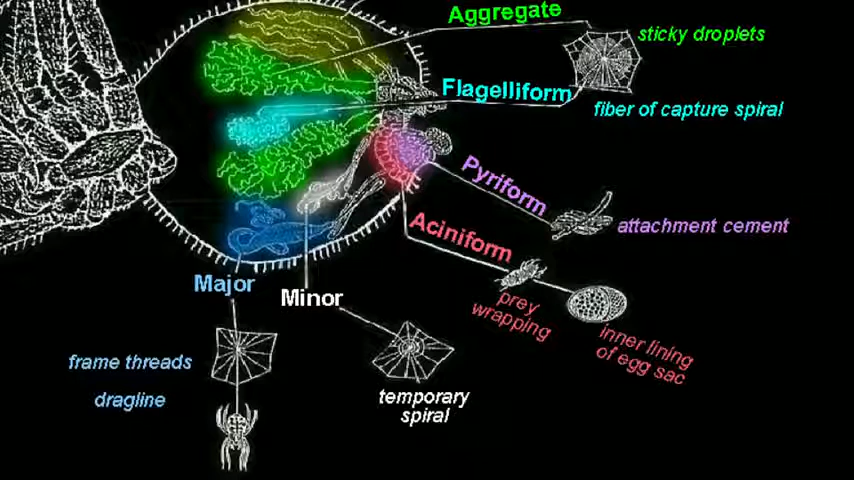 Aggregate
sticky droplets
Flagelliform
fiber of capture spiral
Pyriform
attachment cement
Aciniform
prey
wrapping
inner lining
of egg sac
Major
Minor
frame threads
dragline
temporary
spiral